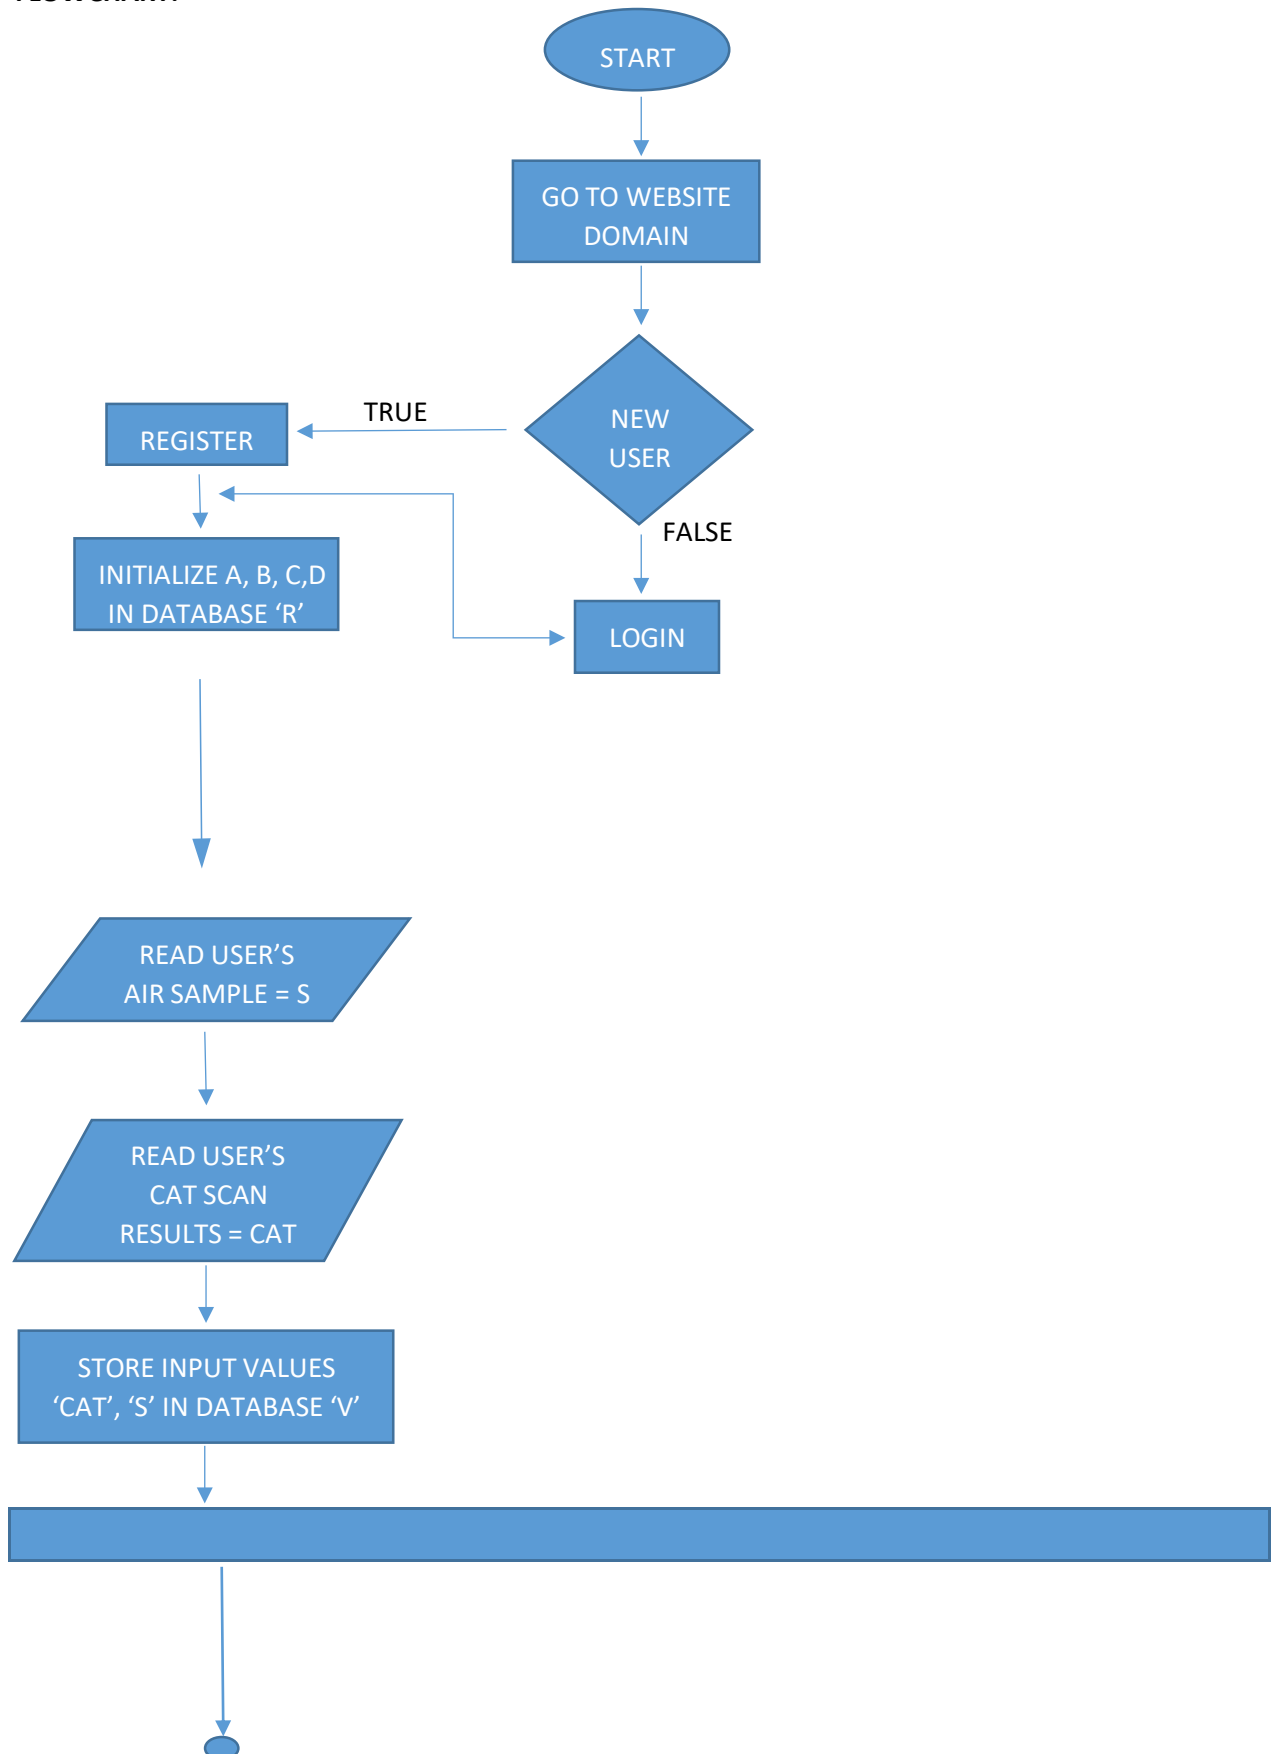 START
GO TO WEBSITE
DOMAIN
NEW
USER
TRUE
REGISTER
FALSE
INITIALIZE A, B, C,D
IN DATABASE ‘R’
LOGIN
READ USER’S
AIR SAMPLE = S
READ USER’S
CAT SCAN
RESULTS = CAT
STORE INPUT VALUES
‘CAT’, ‘S’ IN DATABASE ‘V’